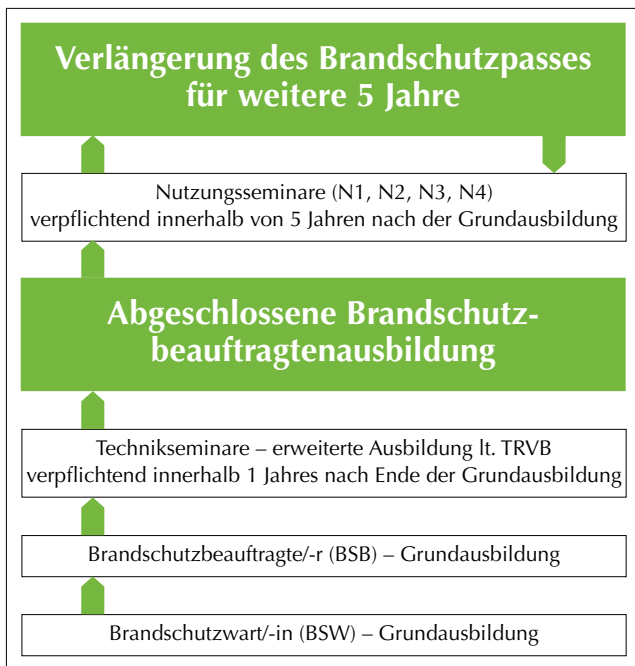 Verlängerung des Brandschutzpasses
für weitere 5 Jahre
Nutzungsseminare (N1, N2, N3, N4)
verpflichtend innerhalb von 5 Jahren nach der Grundausbildung
Abgeschlossene Brandschutz-
beauftragtenausbildung
Technikseminare – erweiterte Ausbildung lt. TRVB
verpflichtend innerhalb 1 Jahres nach Ende der Grundausbildung
Brandschutzbeauftragte/-r (BSB) – Grundausbildung
Brandschutzwart/-in (BSW) – Grundausbildung